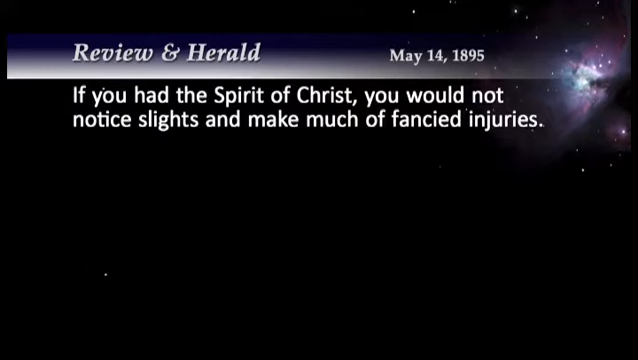 Review & Herald May 14, 1895
If you had the Spirit of Christ, you would not
notice slights and make much of fancied injuries.